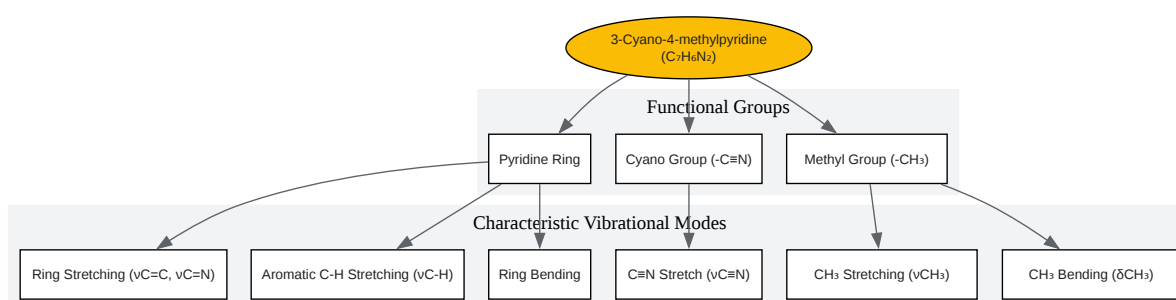 3-Cyano-4-methylpyridine
(C₇H₆N₂)
Functional Groups
Pyridine Ring
Cyano Group (-C≡N)
Methyl Group (-CH₃)
Characteristic Vibrational Modes
Ring Stretching (νC=C, νC=N)
Aromatic C-H Stretching (νC-H)
Ring Bending
C≡N Stretch (νC≡N)
CH₃ Stretching (νCH₃)
CH₃ Bending (δCH₃)